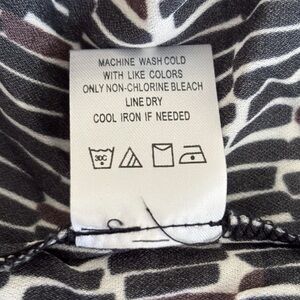 MACHINE WASH COLD
WITH LIKE COLORS
ONLY NON-CHLORINE BLEACH
LINE DRY
COOL IRON IF NEEDED
30C